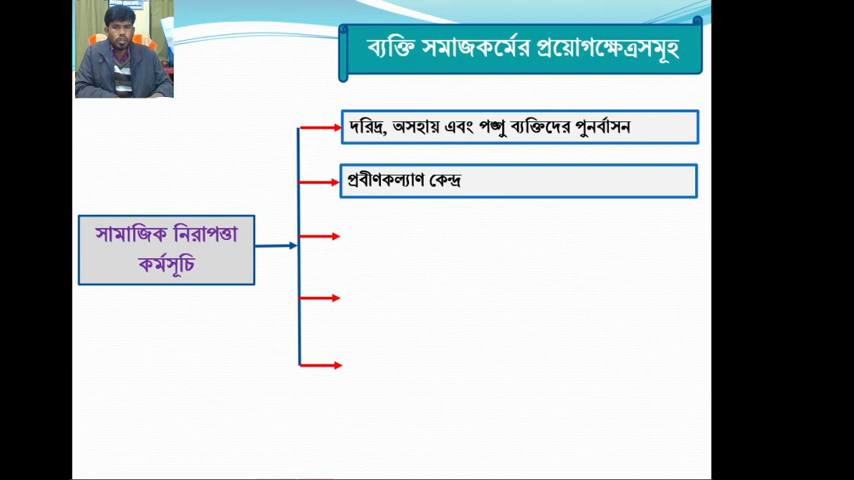 ব্যক্তি সমাজকর্মের প্রয়োগক্ষেত্রসমূহ
দরিদ্র, অসহায় এবং পঙ্গু ব্যক্তিদের পুনর্বাসন
প্রবীণকল্যাণ কেন্দ্র
সামাজিক নিরাপত্তা
কর্মসূচি